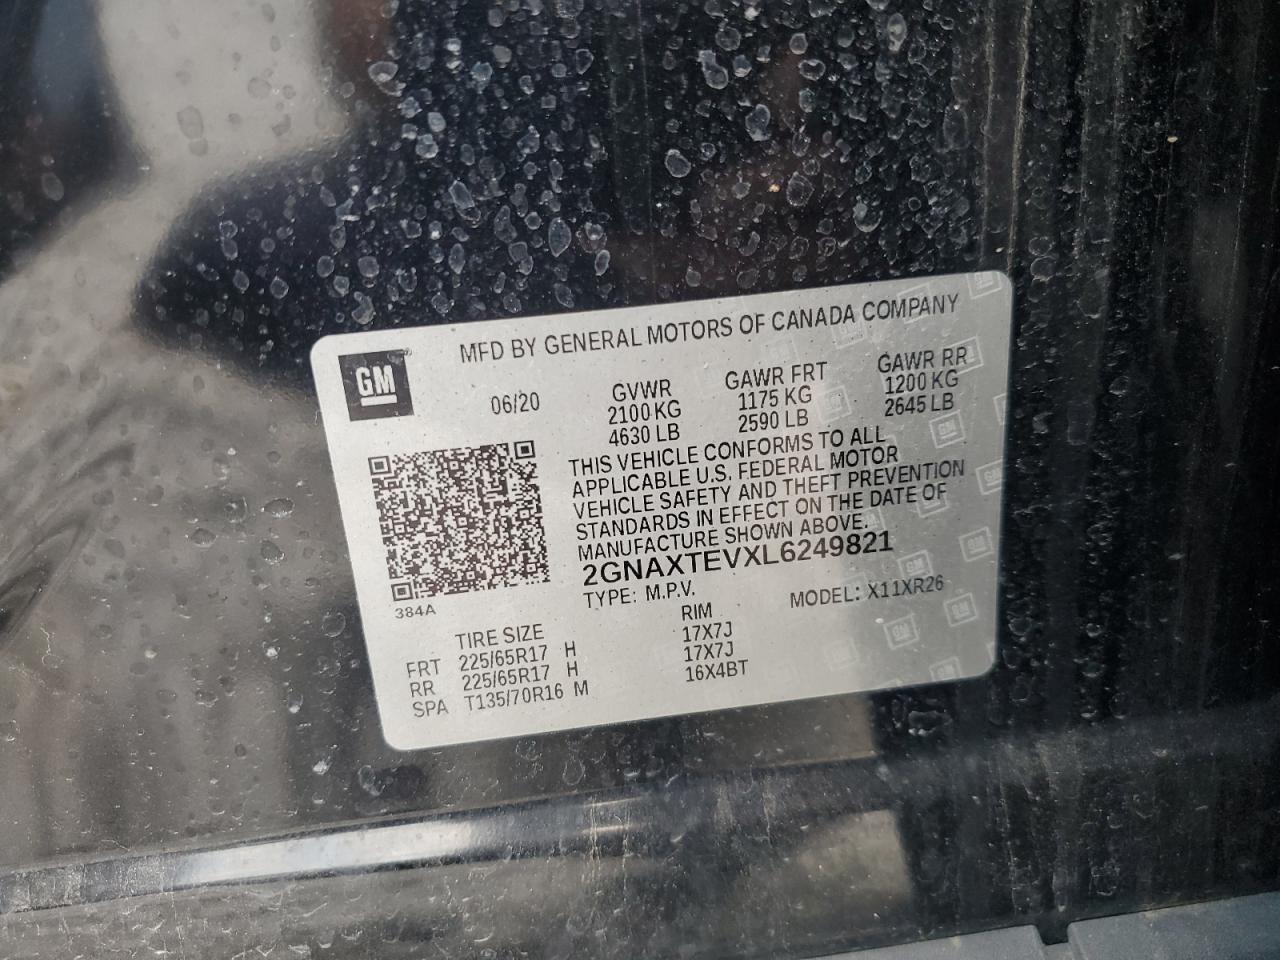 MFD BY GENERAL MOTORS OF CANADA COMPANY
GM
06/20
GVWR
2100 KG
4630 LB
GAWR FRT
1175 KG
2590 LB
GAWR RR
1200 KG
2645 LB
THIS VEHICLE CONFORMS TO ALL
APPLICABLE U.S. FEDERAL MOTOR
VEHICLE SAFETY AND THEFT PREVENTION
STANDARDS IN EFFECT ON THE DATE OF
MANUFACTURE SHOWN ABOVE.
2GNAXTEVXL6249821
TYPE: M.P.V. MODEL: X11XR26
384A
TIRE SIZE RIM
FRT 225/65R17 H 17X7J
RR 225/65R17 H 17X7J
SPA T135/70R16 M 16X4BT